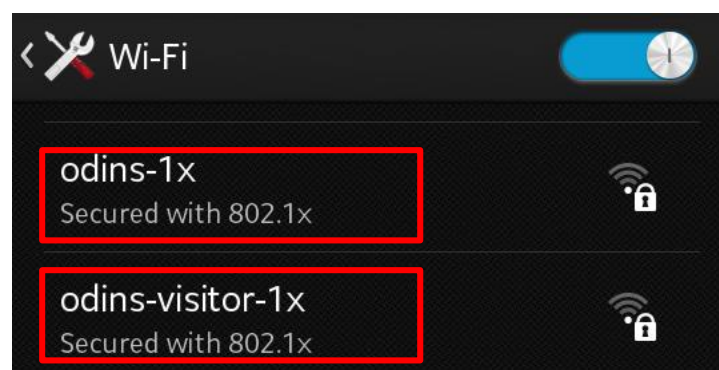 Wi-Fi
odins-1x
Secured with 802.1x
odins-visitor-1x
Secured with 802.1x